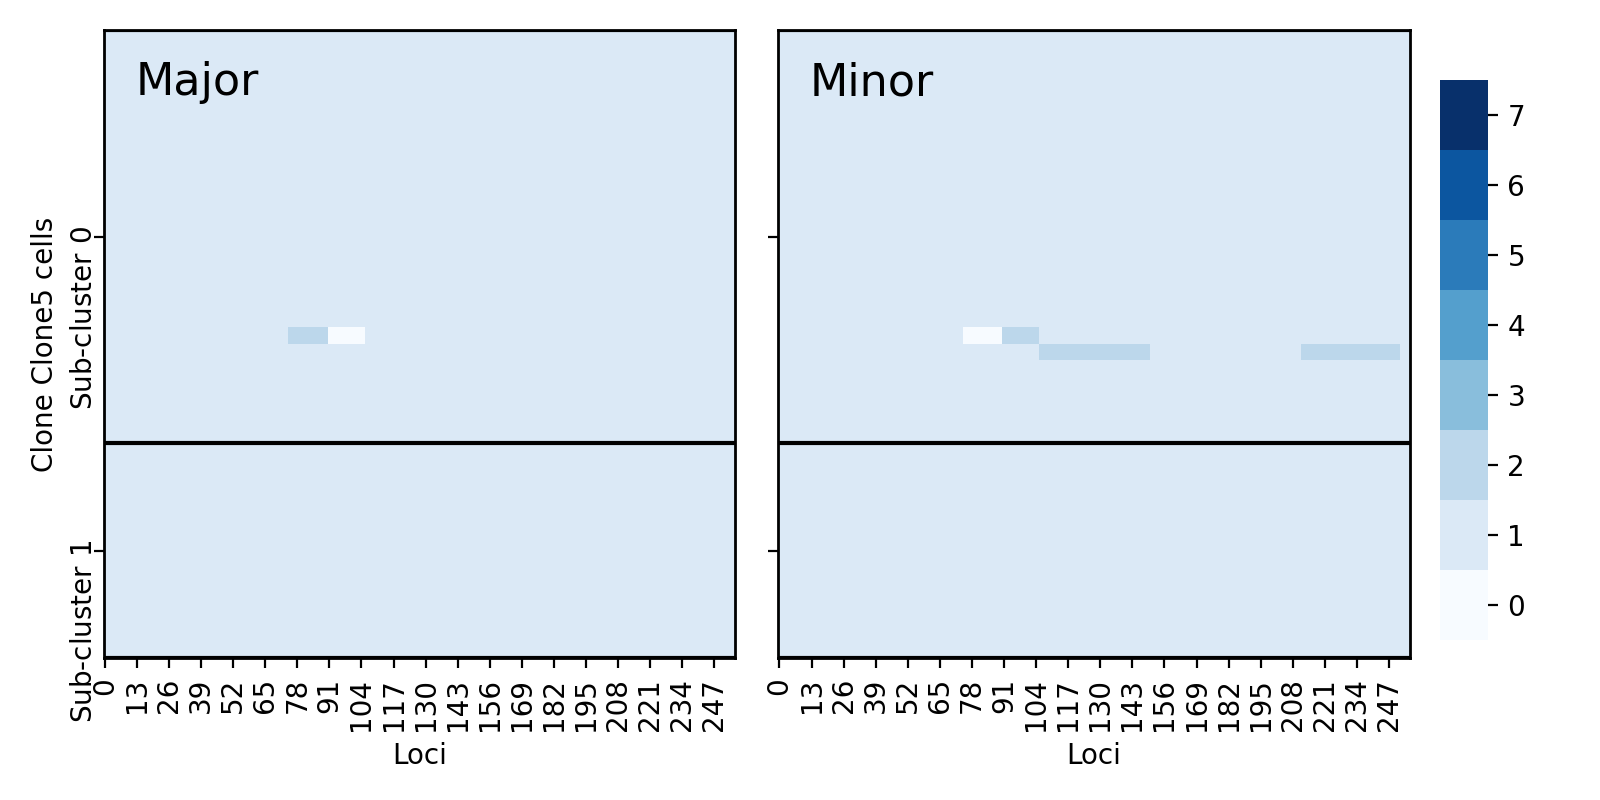 Major
Minor
Clone Clone5 cells
Sub-cluster 0
Sub-cluster 1
0 13 26 39 52 65 78 91 104 117 130 143 156 169 182 195 208 221 234 247
Loci
0 13 26 39 52 65 78 91 104 117 130 143 156 169 182 195 208 221 234 247
Loci
7
6
5
4
3
2
1
0